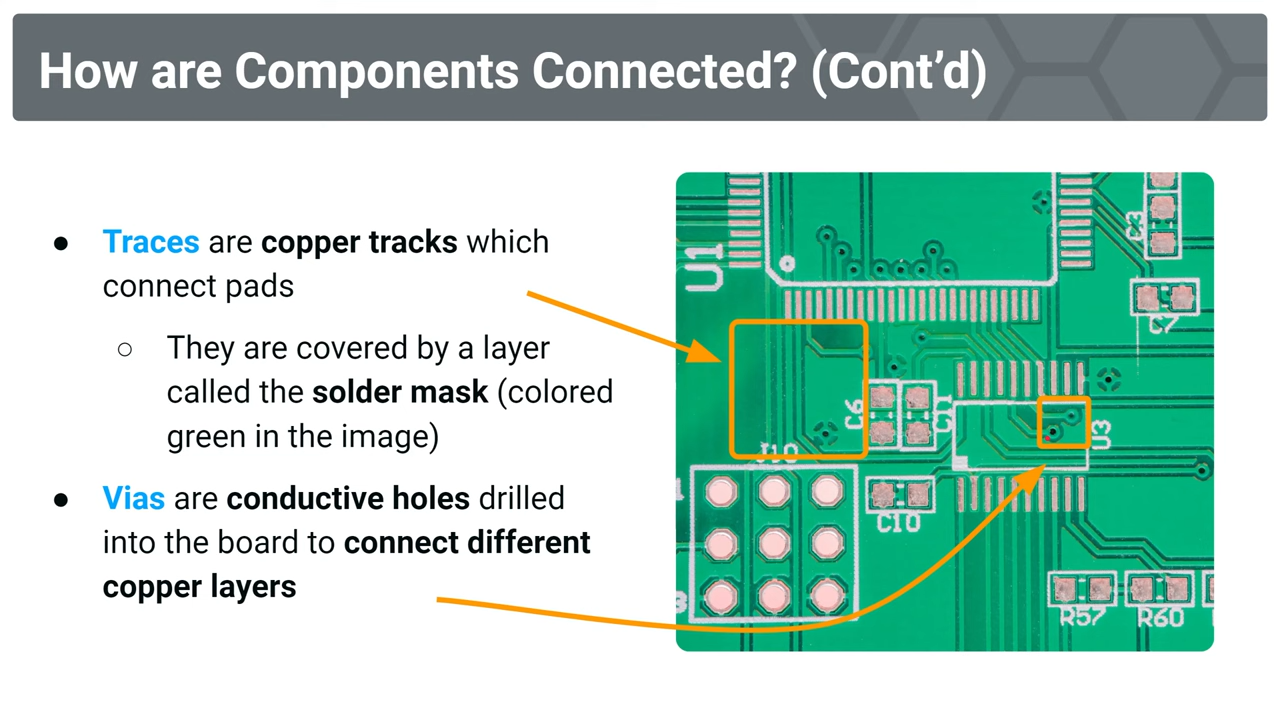 How are Components Connected? (Cont’d)
● Traces are copper tracks which
connect pads
○ They are covered by a layer
called the solder mask (colored
green in the image)
● Vias are conductive holes drilled
into the board to connect different
copper layers
U1
C3
C7
C6
C11
U3
J10
C10
R57
R60